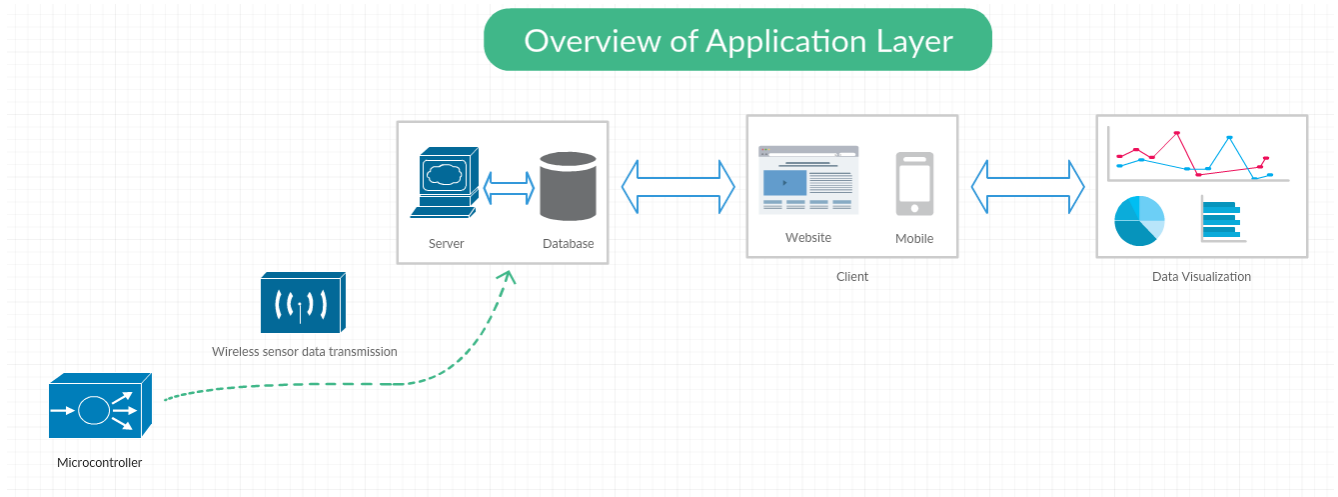 Overview of Application Layer
Server
Database
Website
Mobile
Client
Data Visualization
Wireless sensor data transmission
Microcontroller